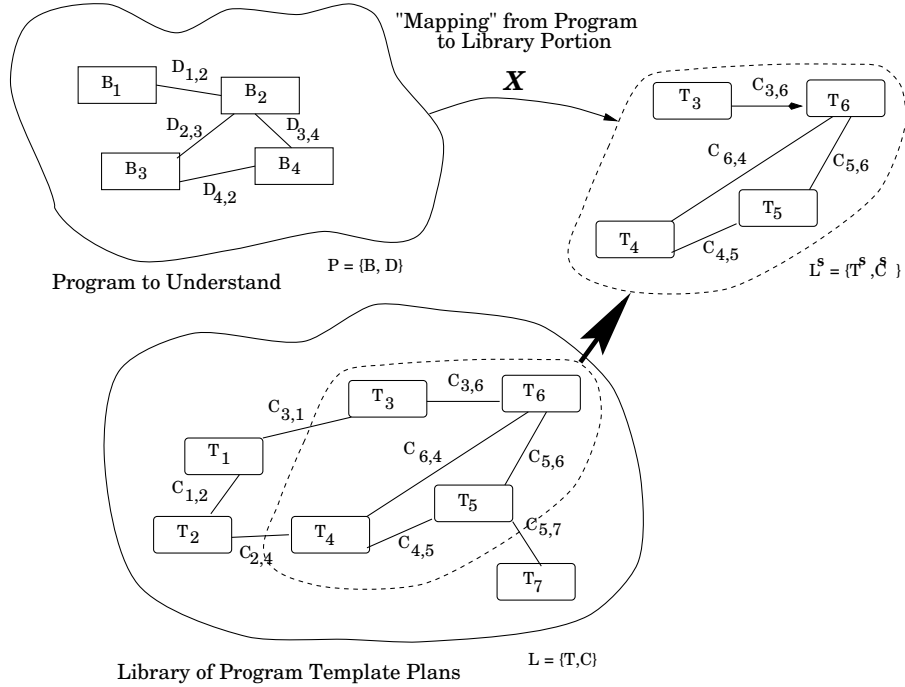 "Mapping" from Program
to Library Portion
X
B1
D1,2
B2
D2,3
D3,4
B3
B4
D4,2
P = {B, D}
Program to Understand
T3
C3,6
T6
C6,4
C5,6
T5
T4
C4,5
L^s = {T^s ,C^s }
T3
C3,6
T6
C3,1
T1
C6,4
C5,6
C1,2
T5
T2
C2,4
T4
C4,5
C5,7
T7
L = {T,C}
Library of Program Template Plans